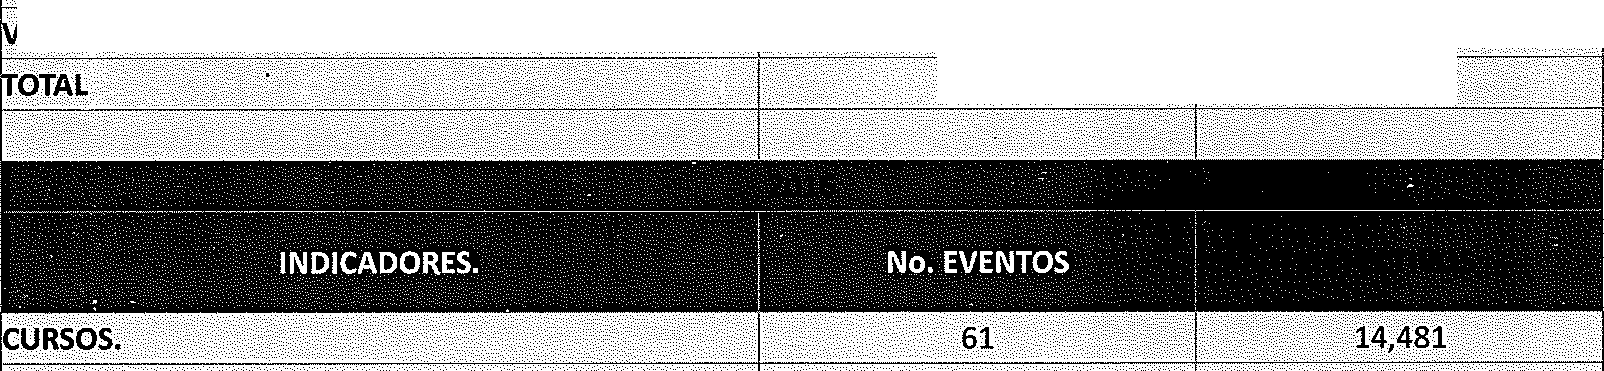 TOTAL
INDICADORES. No. EVENTOS
CURSOS. 61 14,481